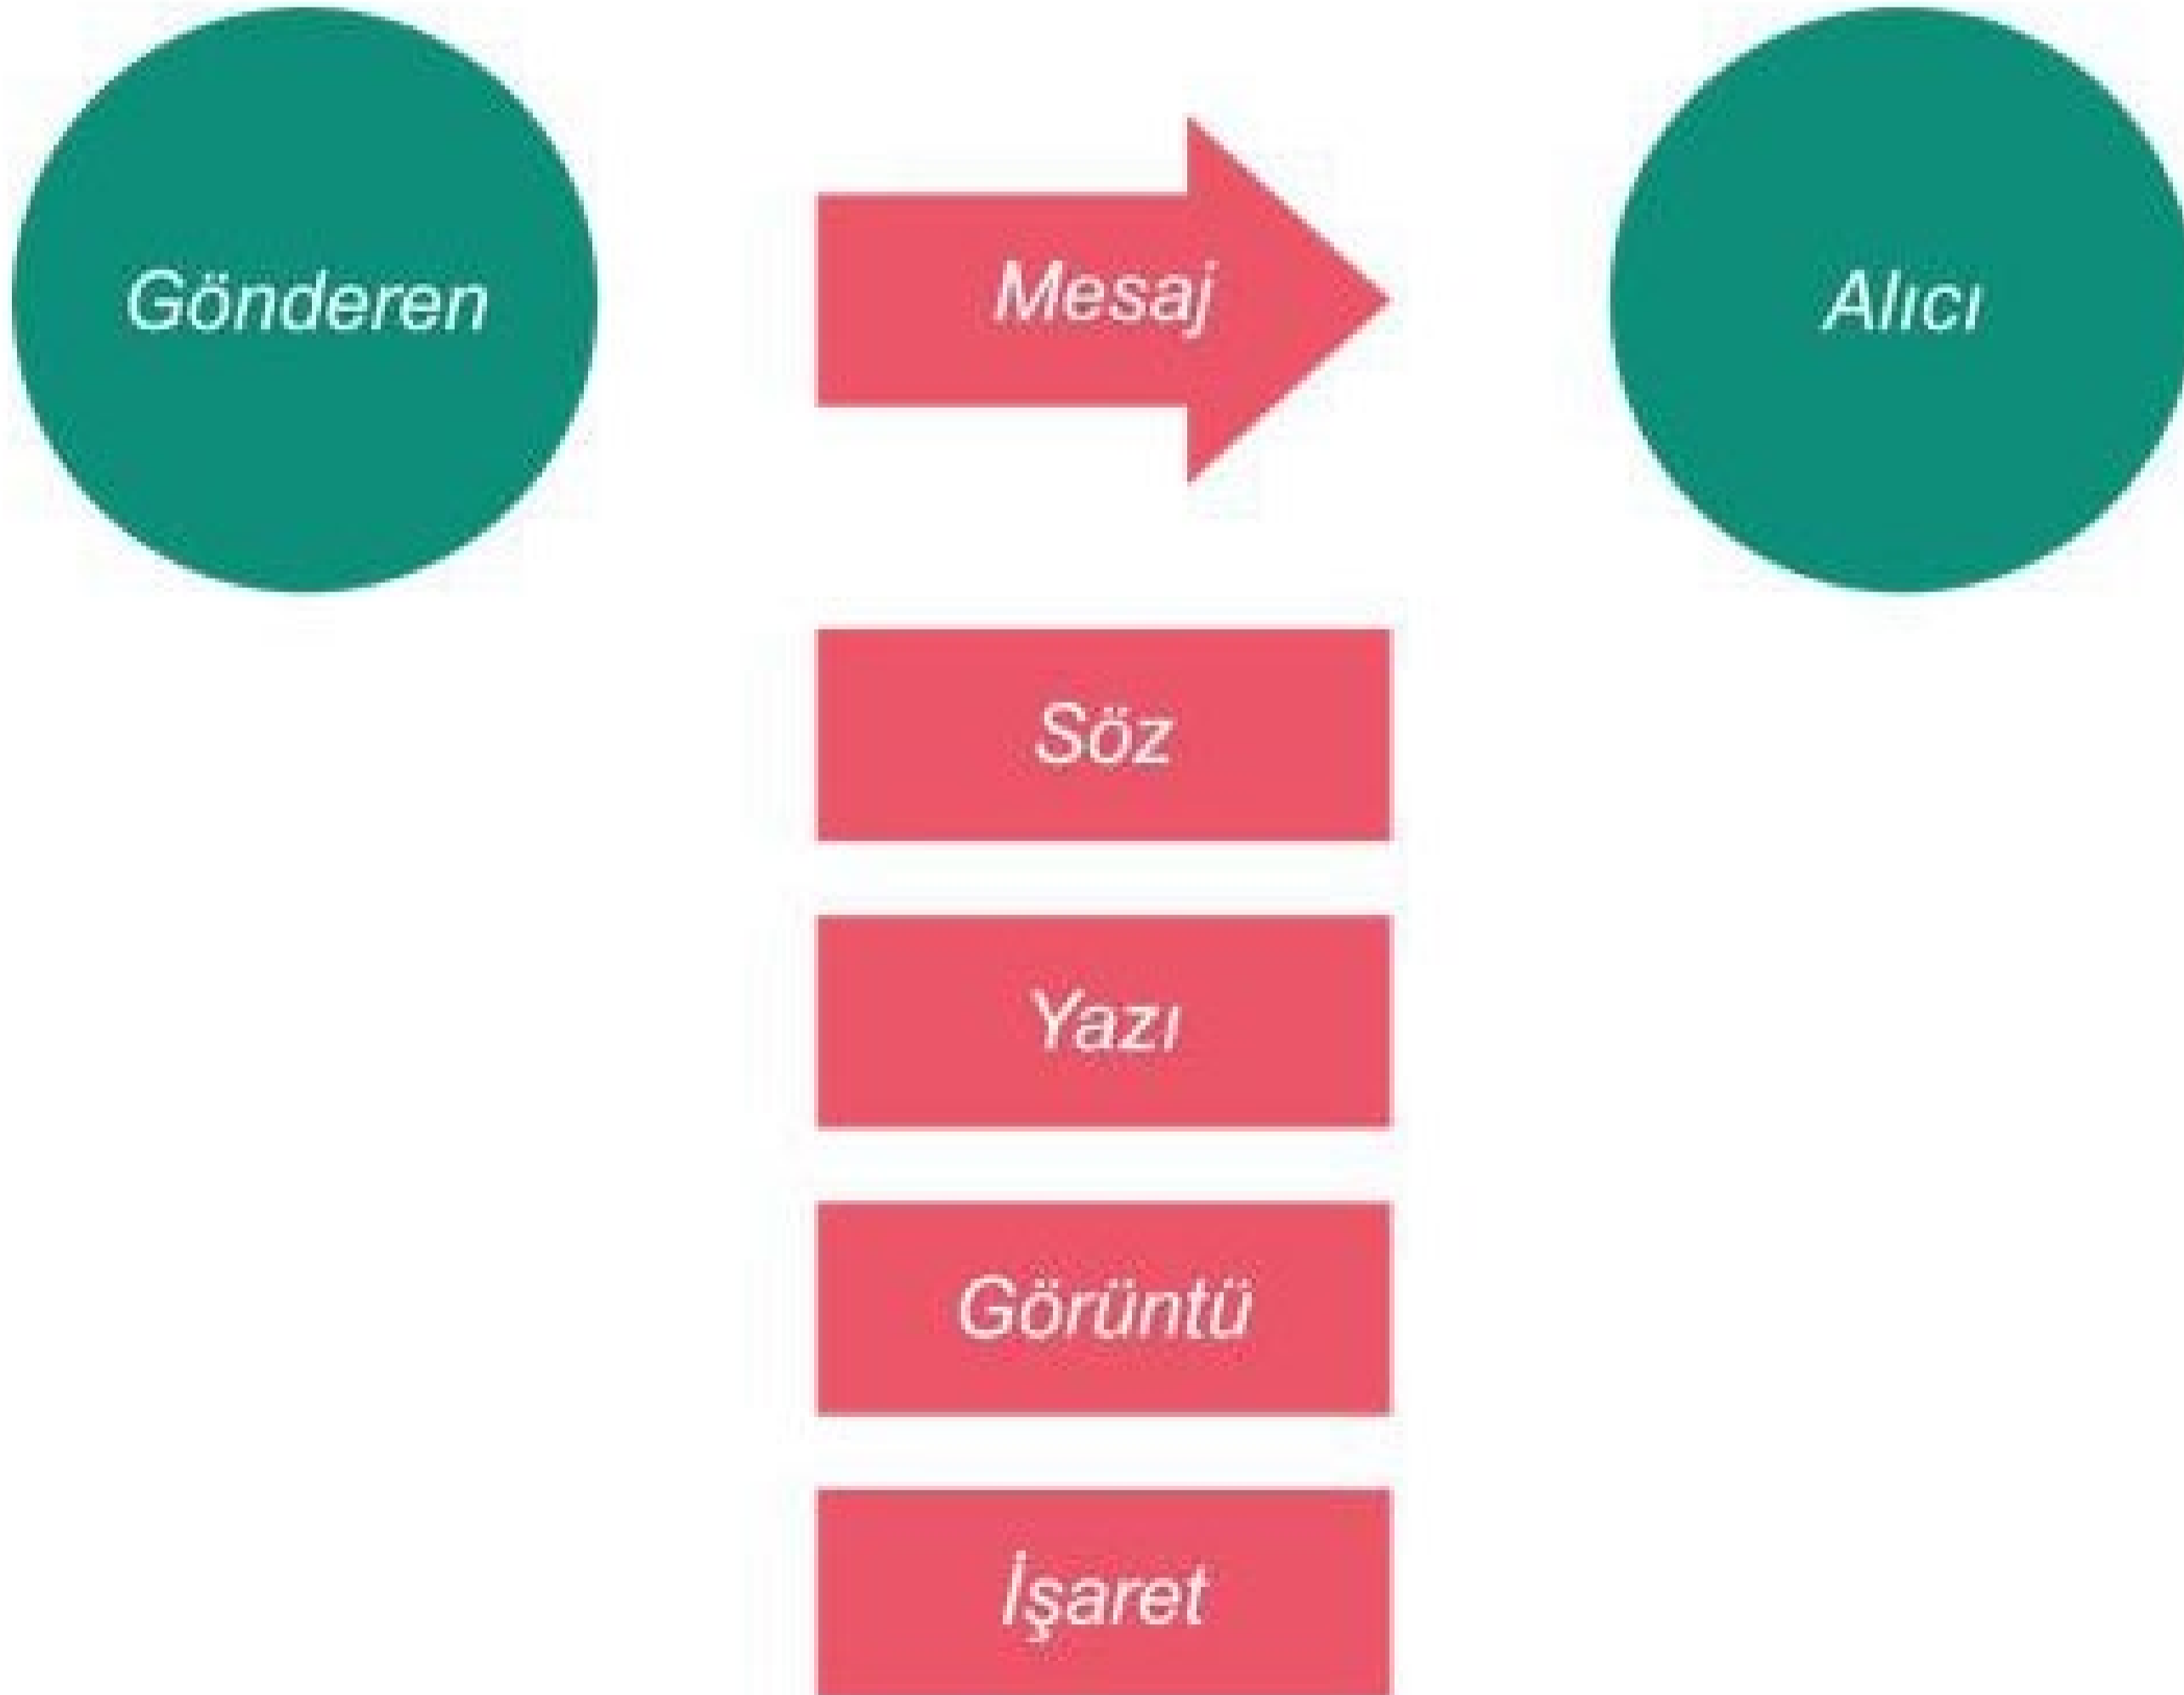 Gönderen
Mesaj
Alıcı
Söz
Yazı
Görüntü
İşaret